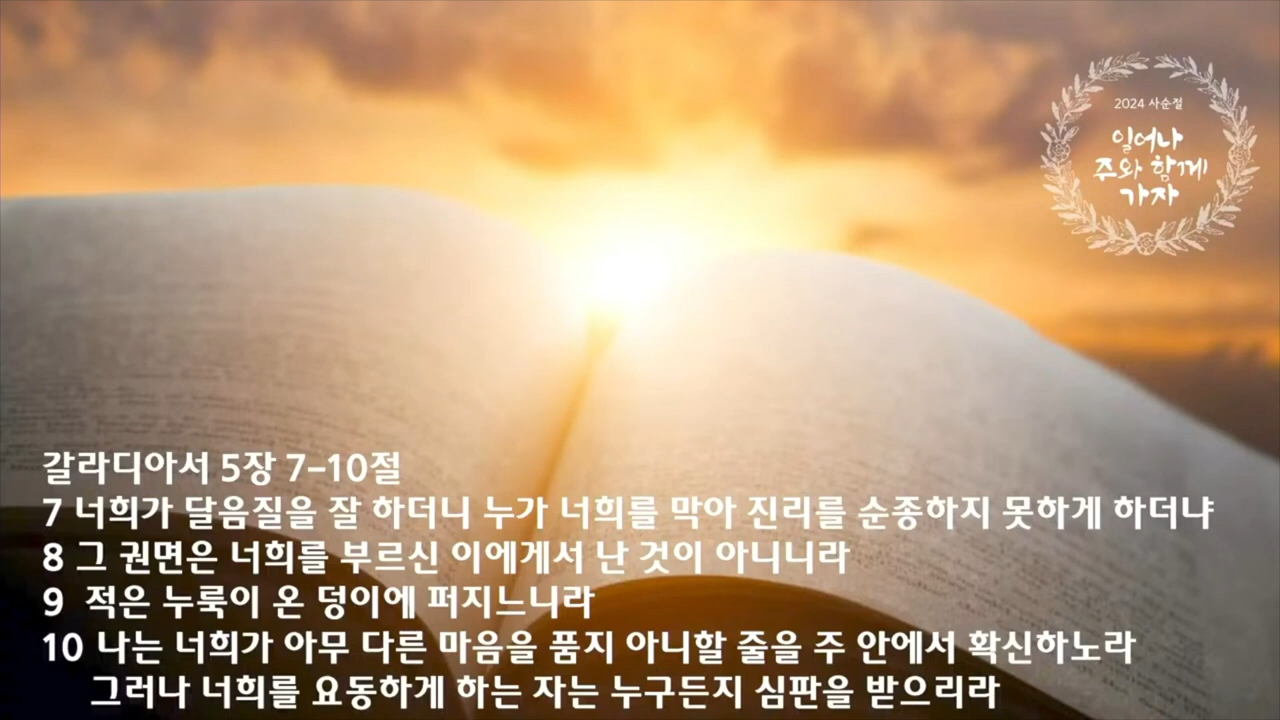 2024 사순절
일어나
주와 함께
가자
갈라디아서 5장 7-10절
7 너희가 달음질을 잘 하더니 누가 너희를 막아 진리를 순종하지 못하게 하더냐
8 그 권면은 너희를 부르신 이에게서 난 것이 아니니라
9 적은 누룩이 온 덩이에 퍼지느니라
10 나는 너희가 아무 다른 마음을 품지 아니할 줄을 주 안에서 확신하노라
그러나 너희를 요동하게 하는 자는 누구든지 심판을 받으리라